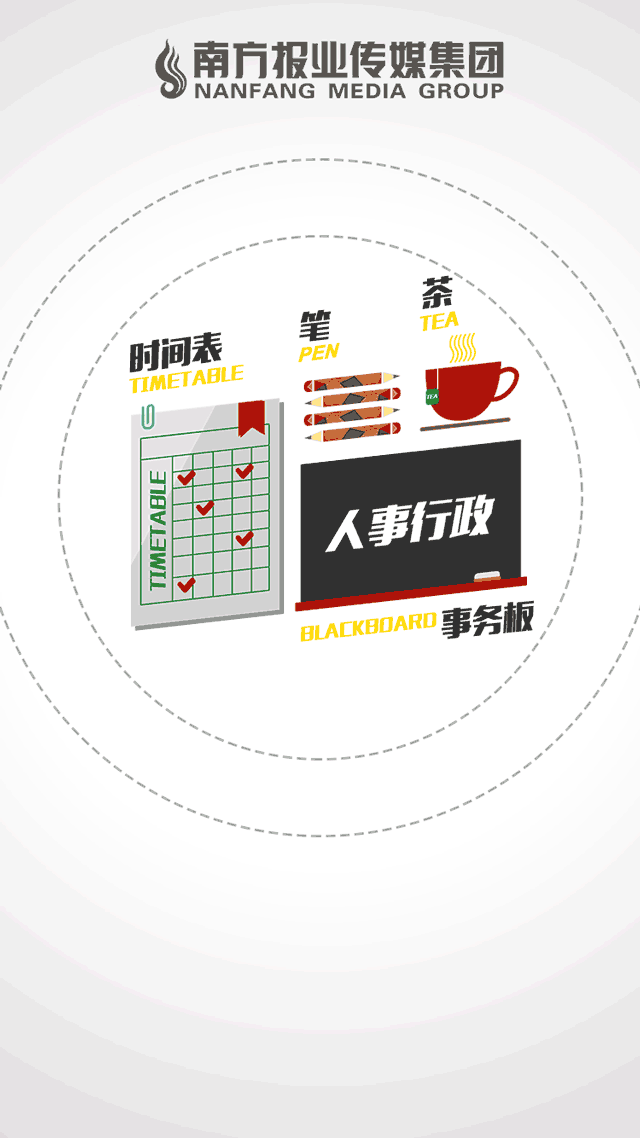 南方报业传媒集团
NANFANG MEDIA GROUP
茶
TEA
笔
PEN
时间表
TIMETABLE
TEA
TIMETABLE
人事行政
BLACKBOARD 事务板